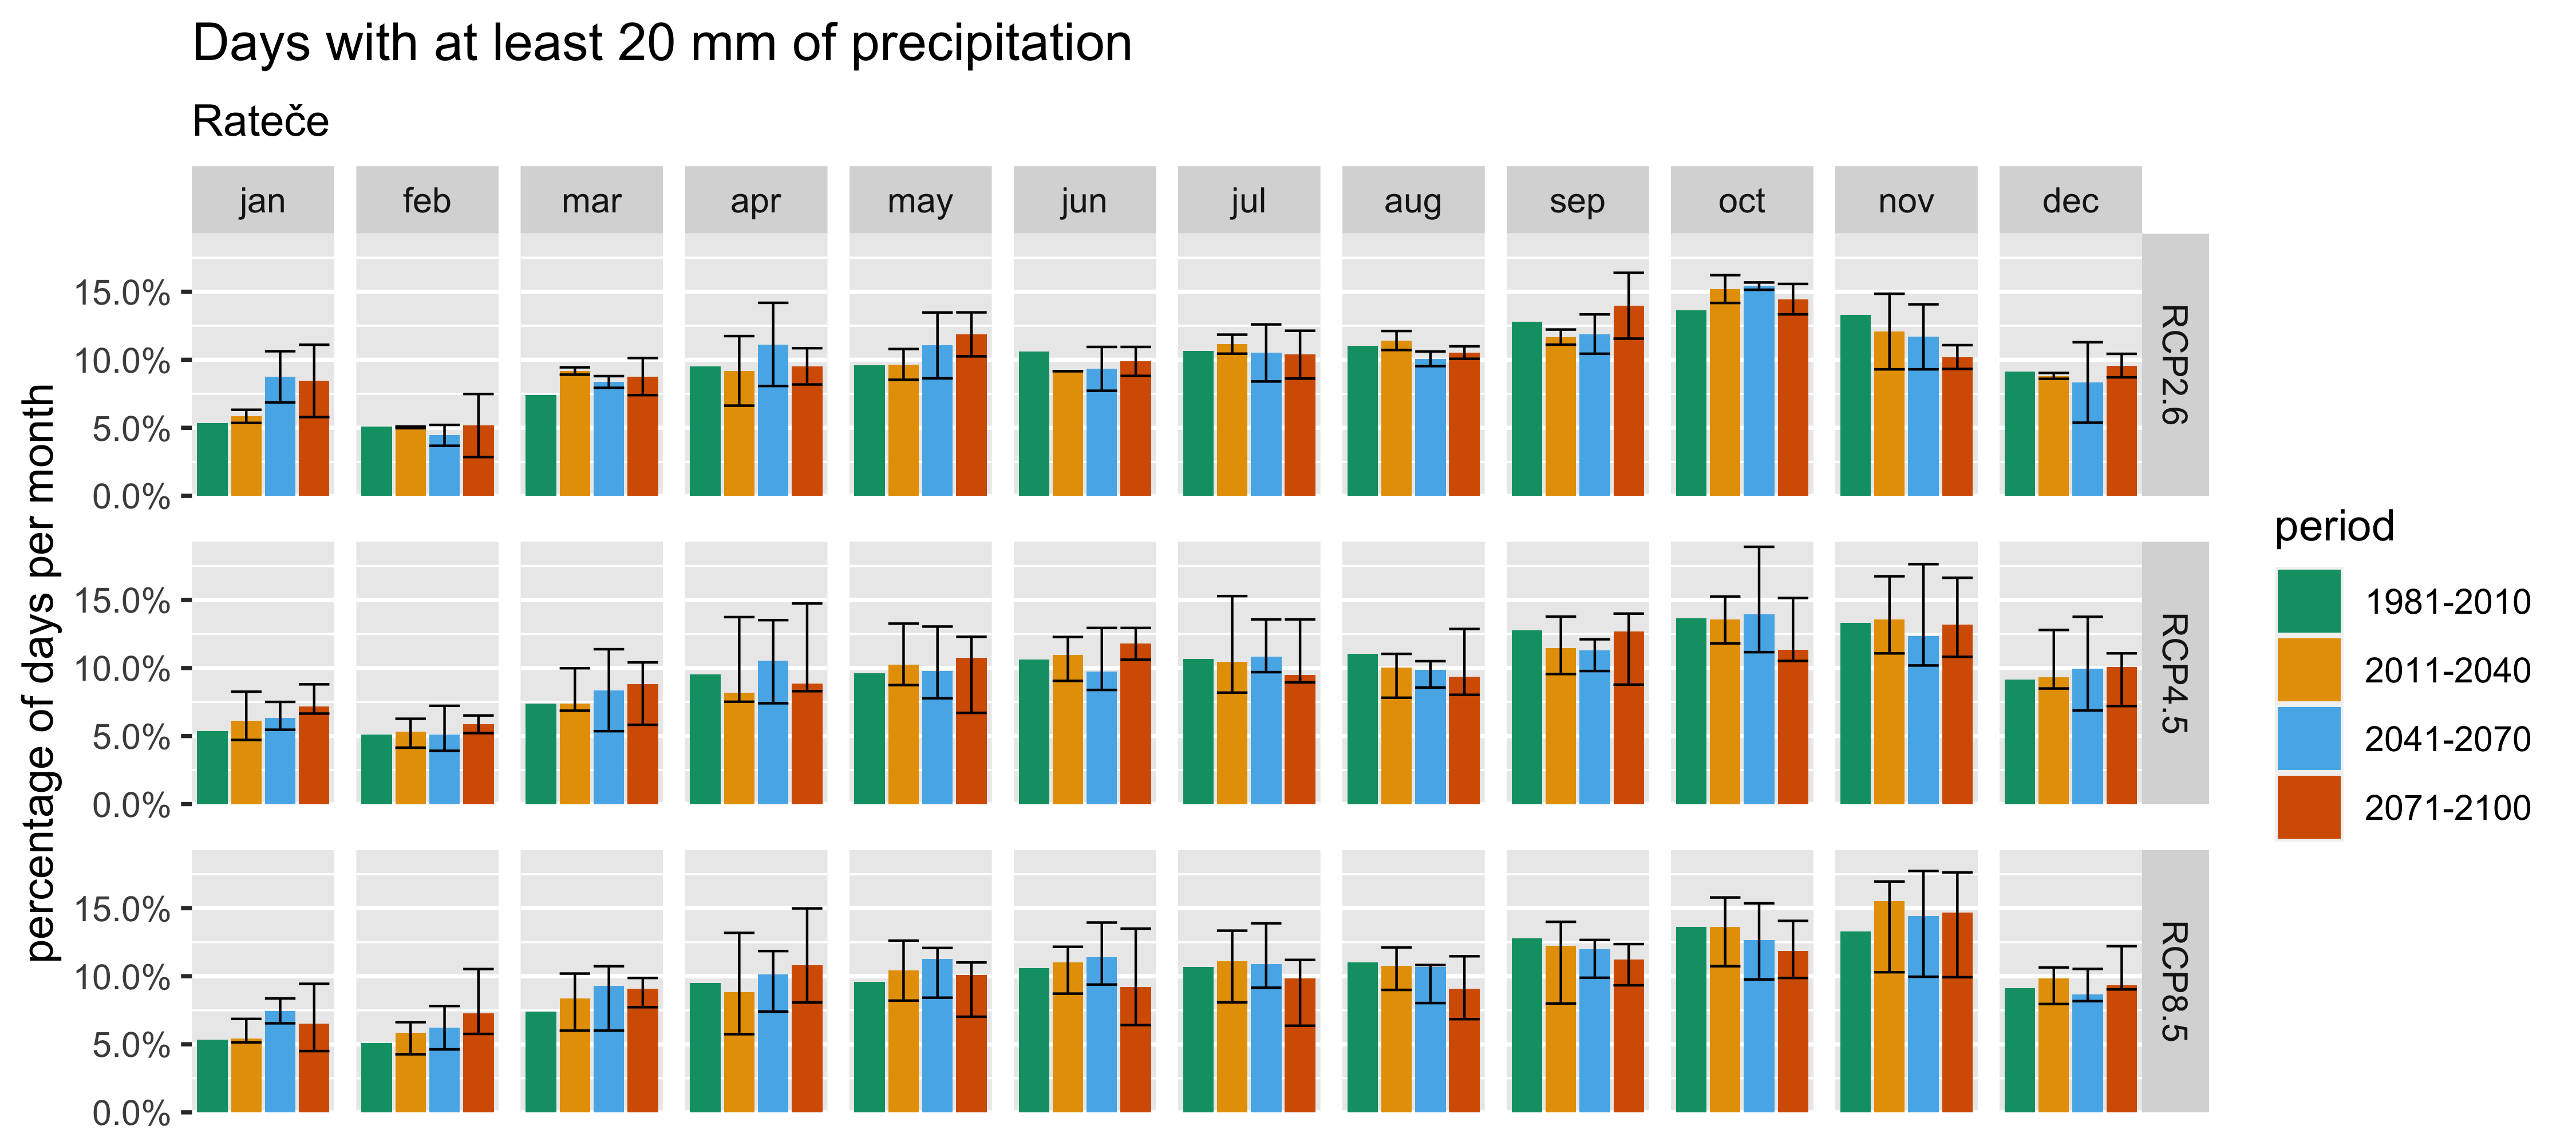 Days with at least 20 mm of precipitation
Rateče
jan feb mar apr may jun jul aug sep oct nov dec
percentage of days per month
15.0%
10.0%
5.0%
0.0%
RCP2.6
15.0%
10.0%
5.0%
0.0%
RCP4.5
15.0%
10.0%
5.0%
0.0%
RCP8.5
period
1981-2010
2011-2040
2041-2070
2071-2100